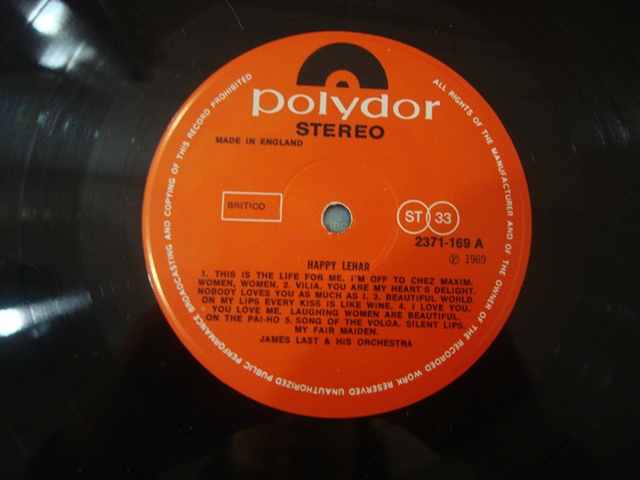 polydor
STEREO
MADE IN ENGLAND
BRITICO
ST 33
2371-169 A
℗ 1969
HAPPY LEHAR
1. THIS IS THE LIFE FOR ME. I'M OFF TO CHEZ MAXIM.
WOMEN, WOMEN. 2. VILIA. YOU ARE MY HEART'S DELIGHT.
NOBODY LOVES YOU AS MUCH AS I. 3. BEAUTIFUL WORLD.
ON MY LIPS EVERY KISS IS LIKE WINE. 4. I LOVE YOU,
YOU LOVE ME. LAUGHING WOMEN ARE BEAUTIFUL.
ON THE PAI-HO 5. SONG OF THE VOLGA. SILENT LIPS.
MY FAIR MAIDEN.
JAMES LAST & HIS ORCHESTRA
ALL RIGHTS OF THE MANUFACTURER AND OF THE OWNER OF THE RECORDED WORK RESERVED UNAUTHORIZED PUBLIC PERFORMANCE BROADCASTING AND COPYING OF THIS RECORD PROHIBITED